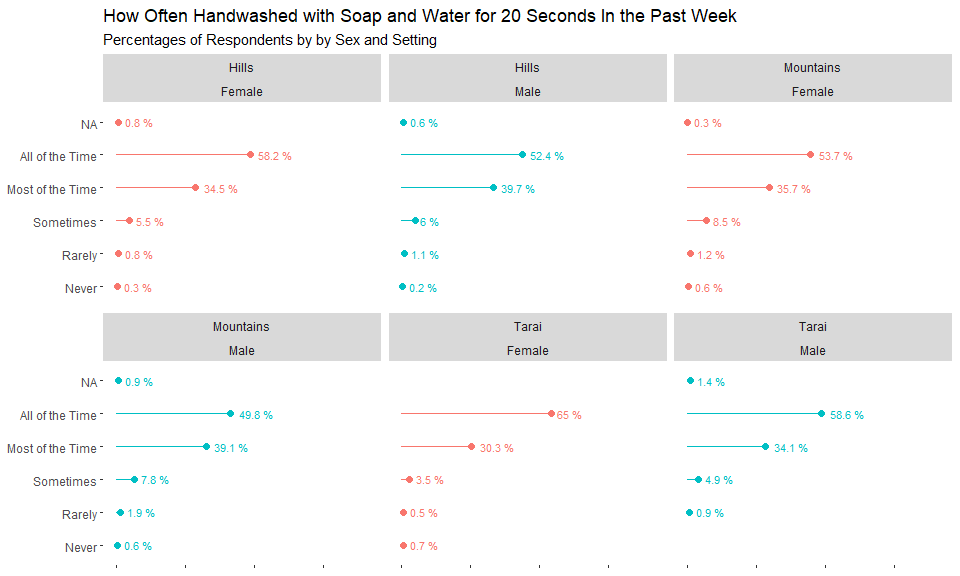 How Often Handwashed with Soap and Water for 20 Seconds In the Past Week
Percentages of Respondents by by Sex and Setting
Hills Hills Mountains
Female Male Female
NA 0.8 % 0.6 % 0.3 %
All of the Time 58.2 % 52.4 % 53.7 %
Most of the Time 34.5 % 39.7 % 35.7 %
Sometimes 5.5 % 6 % 8.5 %
Rarely 0.8 % 1.1 % 1.2 %
Never 0.3 % 0.2 % 0.6 %
Mountains Tarai Tarai
Male Female Male
NA 0.9 % 1.4 %
All of the Time 49.8 % 65 % 58.6 %
Most of the Time 39.1 % 30.3 % 34.1 %
Sometimes 7.8 % 3.5 % 4.9 %
Rarely 1.9 % 0.5 % 0.9 %
Never 0.6 % 0.7 %